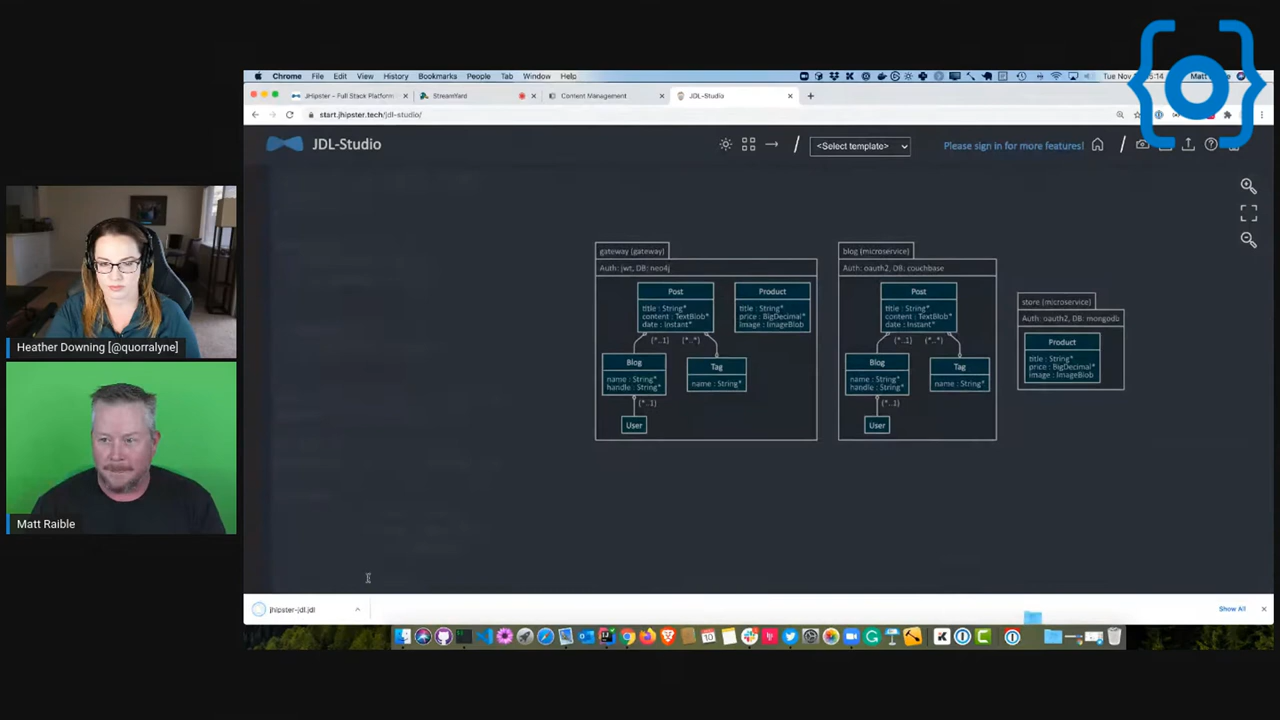 Chrome File Edit View History Bookmarks People Tab Window Help
JHipster - Full Stack Platform
StreamYard
Content Management
JDL-Studio
start.jhipster.tech/jdl-studio/
JDL-Studio
<Select template>
Please sign in for more features!
gateway (gateway)
Auth: jwt, DB: neo4j
Post
title : String*
content : TextBlob*
date : Instant*
Product
title : String*
price : BigDecimal*
image : ImageBlob
(*..1) (*..*)
Blog
name : String*
handle : String*
Tag
name : String*
(*..1)
User
blog (microservice)
Auth: oauth2, DB: couchbase
Post
title : String*
content : TextBlob*
date : Instant*
(*..1) (*..*)
Blog
name : String*
handle : String*
Tag
name : String*
(*..1)
User
store (microservice)
Auth: oauth2, DB: mongodb
Product
title : String*
price : BigDecimal*
image : ImageBlob
Heather Downing [@quorralyne]
Matt Raible
jhipster-jdl.jdl
Show All